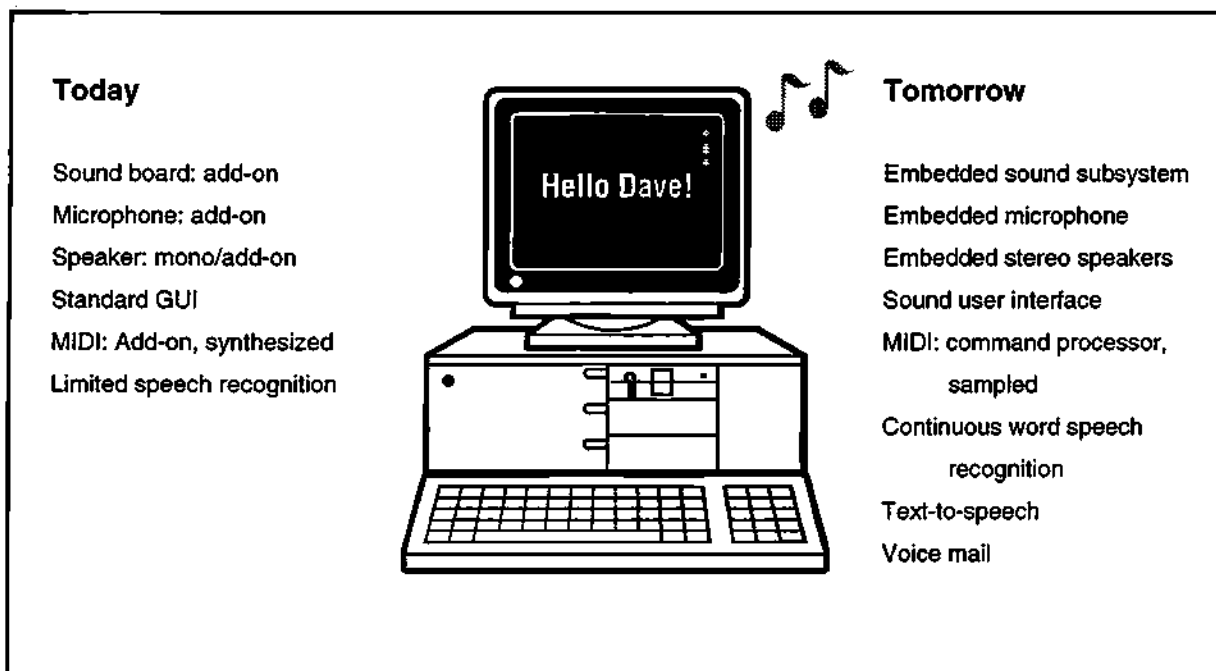 Today
Sound board: add-on
Microphone: add-on
Speaker: mono/add-on
Standard GUI
MIDI: Add-on, synthesized
Limited speech recognition
Hello Dave!
Tomorrow
Embedded sound subsystem
Embedded microphone
Embedded stereo speakers
Sound user interface
MIDI: command processor,
sampled
Continuous word speech
recognition
Text-to-speech
Voice mail